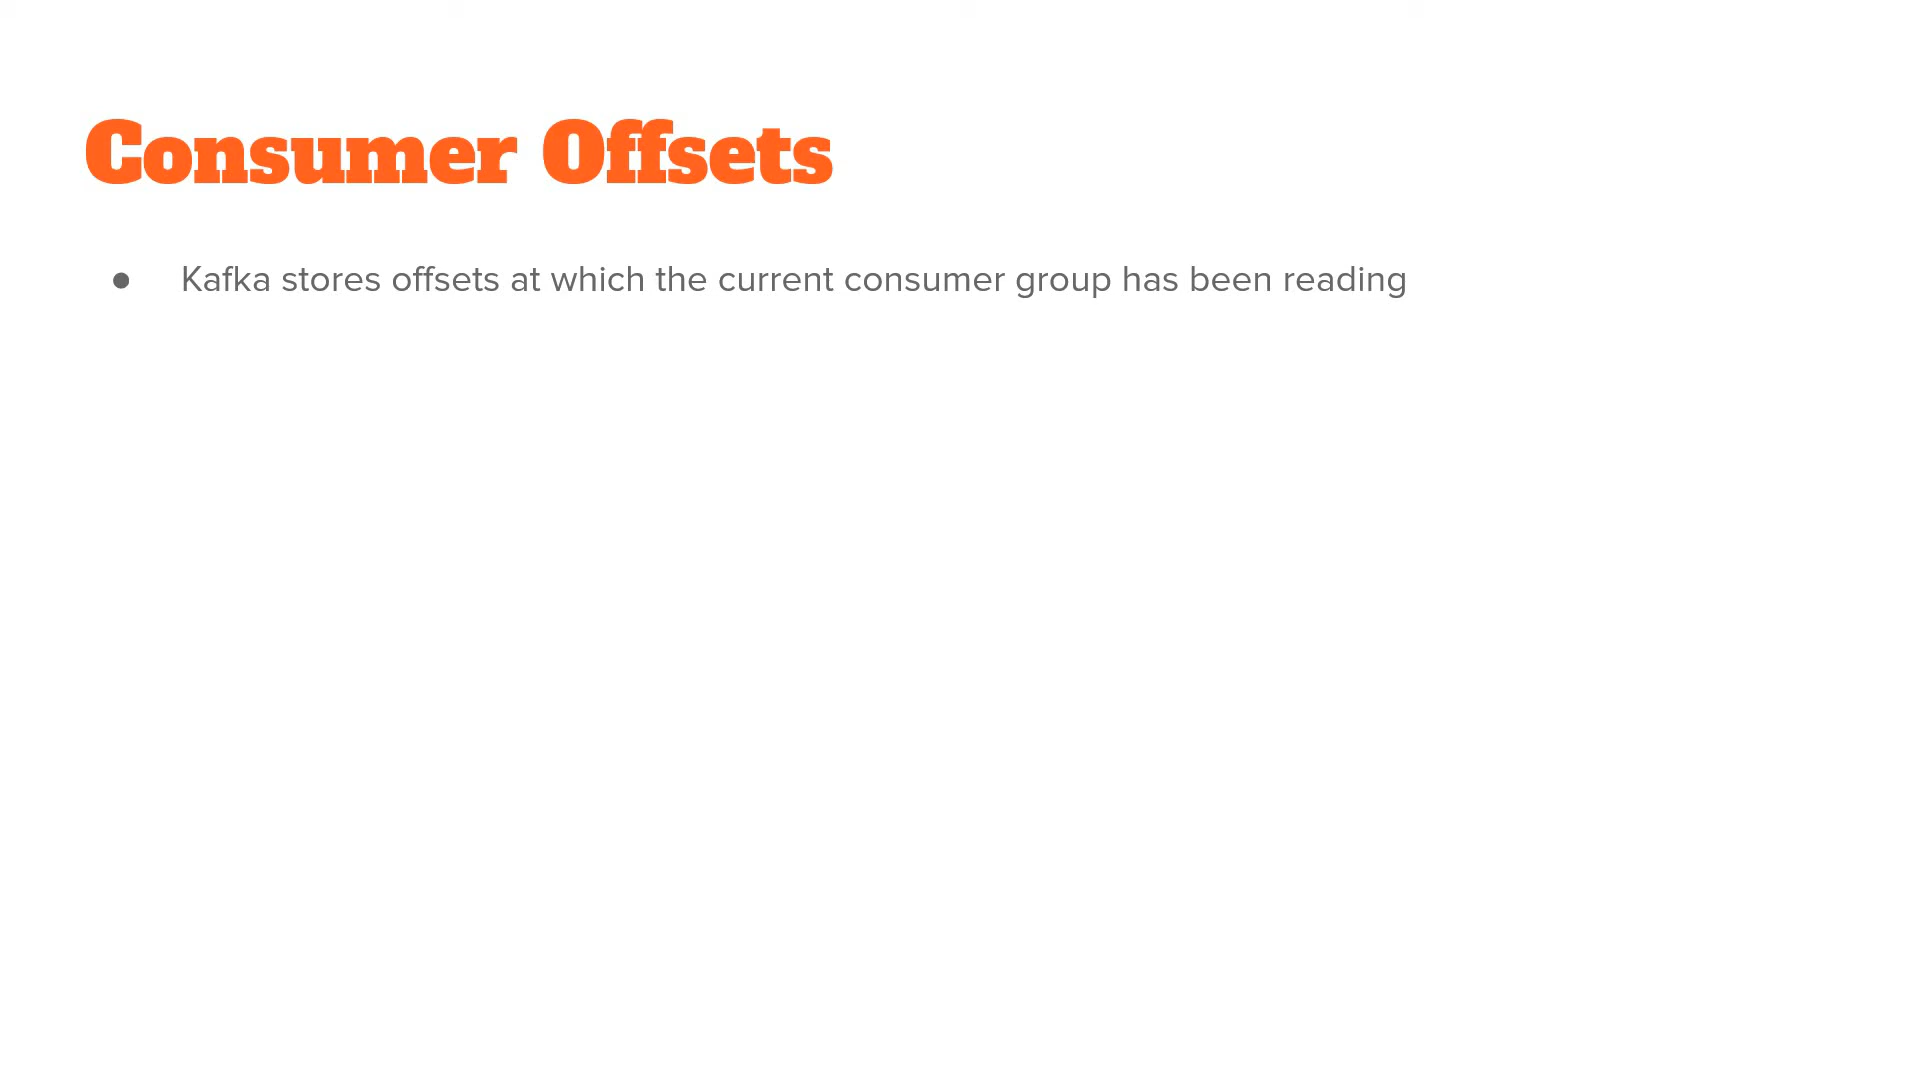 Consumer Offsets
● Kafka stores offsets at which the current consumer group has been reading